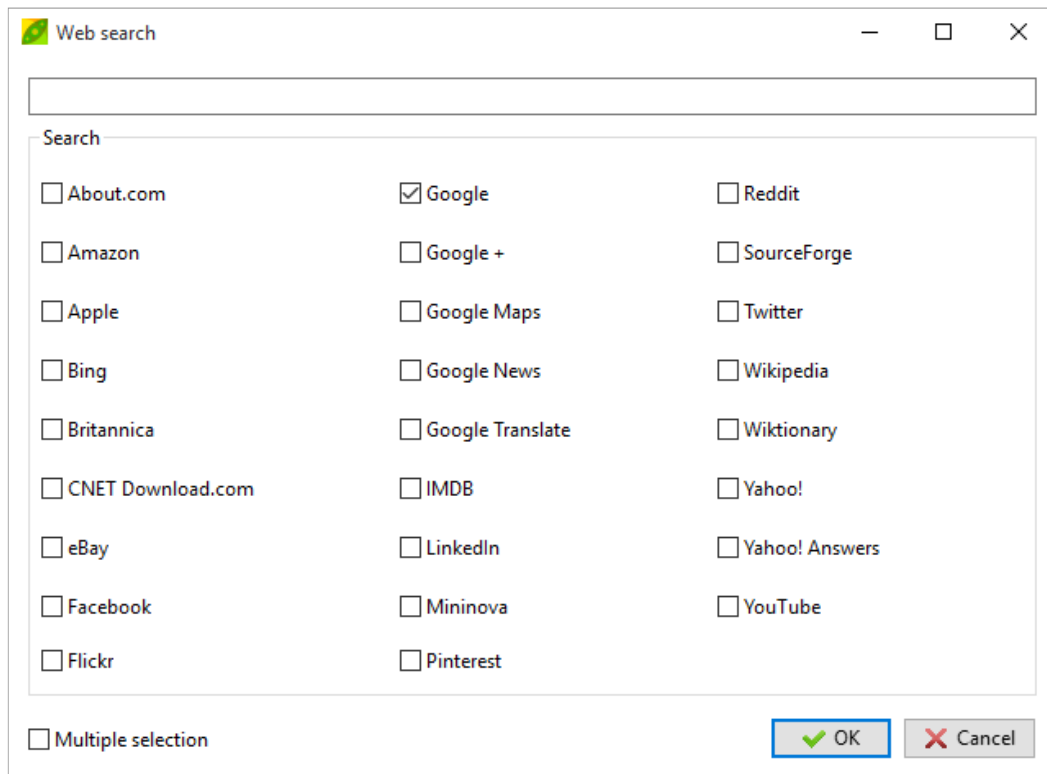 Web search
Search
About.com
Google
Reddit
Amazon
Google +
SourceForge
Apple
Google Maps
Twitter
Bing
Google News
Wikipedia
Britannica
Google Translate
Wiktionary
CNET Download.com
IMDB
Yahoo!
eBay
LinkedIn
Yahoo! Answers
Facebook
Mininova
YouTube
Flickr
Pinterest
Multiple selection
OK
Cancel